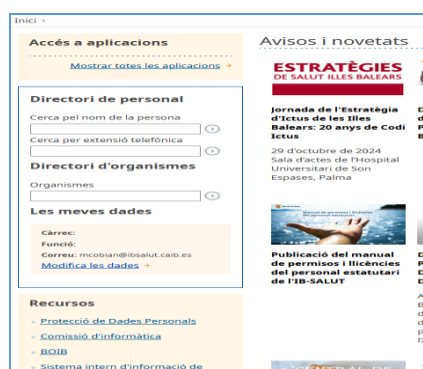 Inici ›
Accés a aplicacions
Mostrar totes les aplicacions
Directori de personal
Cerca pel nom de la persona
Cerca per extensió telefònica
Directori d'organismes
Organismes
Les meves dades
Càrrec:
Funció:
Correu: mcobian@ibsalut.caib.es
Modifica les dades
Recursos
Protecció de Dades Personals
Comissió d'informàtica
BOIB
Sistema intern d'informació de
Avisos i novetats
ESTRATÈGIES
DE SALUT ILLES BALEARS
Jornada de l'Estratègia
d'Ictus de les Illes
Balears: 20 anys de Codi
Ictus
29 d'octubre de 2024
Sala d'actes de l'Hospital
Universitari de Son
Espases, Palma
Publicació del manual
de permisos i llicències
del personal estatutari
de l'IB-SALUT